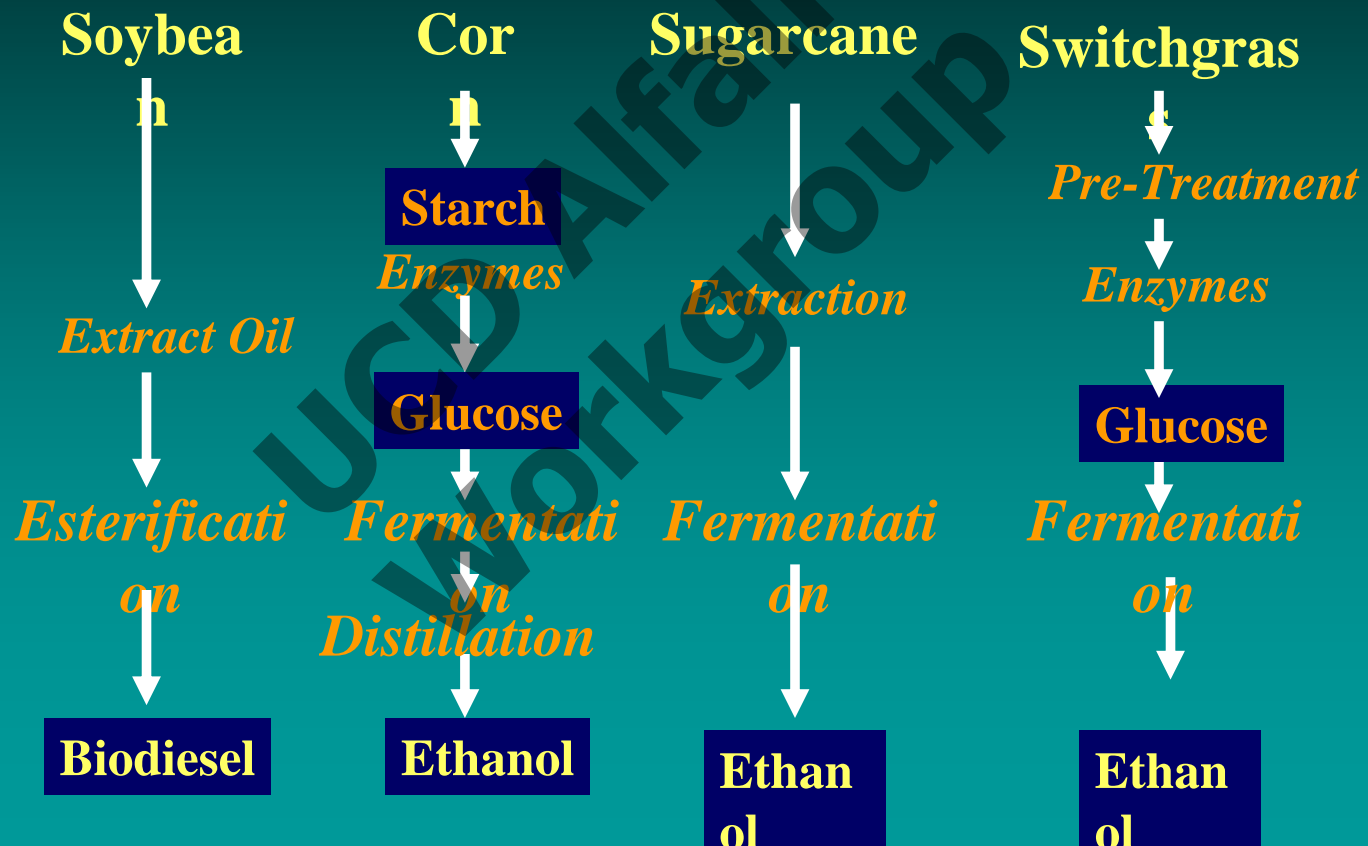 Soybea
n
Extract Oil
Esterificati
on
Biodiesel
Cor
n
Starch
Enzymes
Glucose
Fermentati
on
Distillation
Ethanol
Sugarcane
Extraction
Fermentati
on
Ethan
ol
Switchgras
s
Pre-Treatment
Enzymes
Glucose
Fermentati
on
Ethan
ol
UCD Alfal
Workgroup